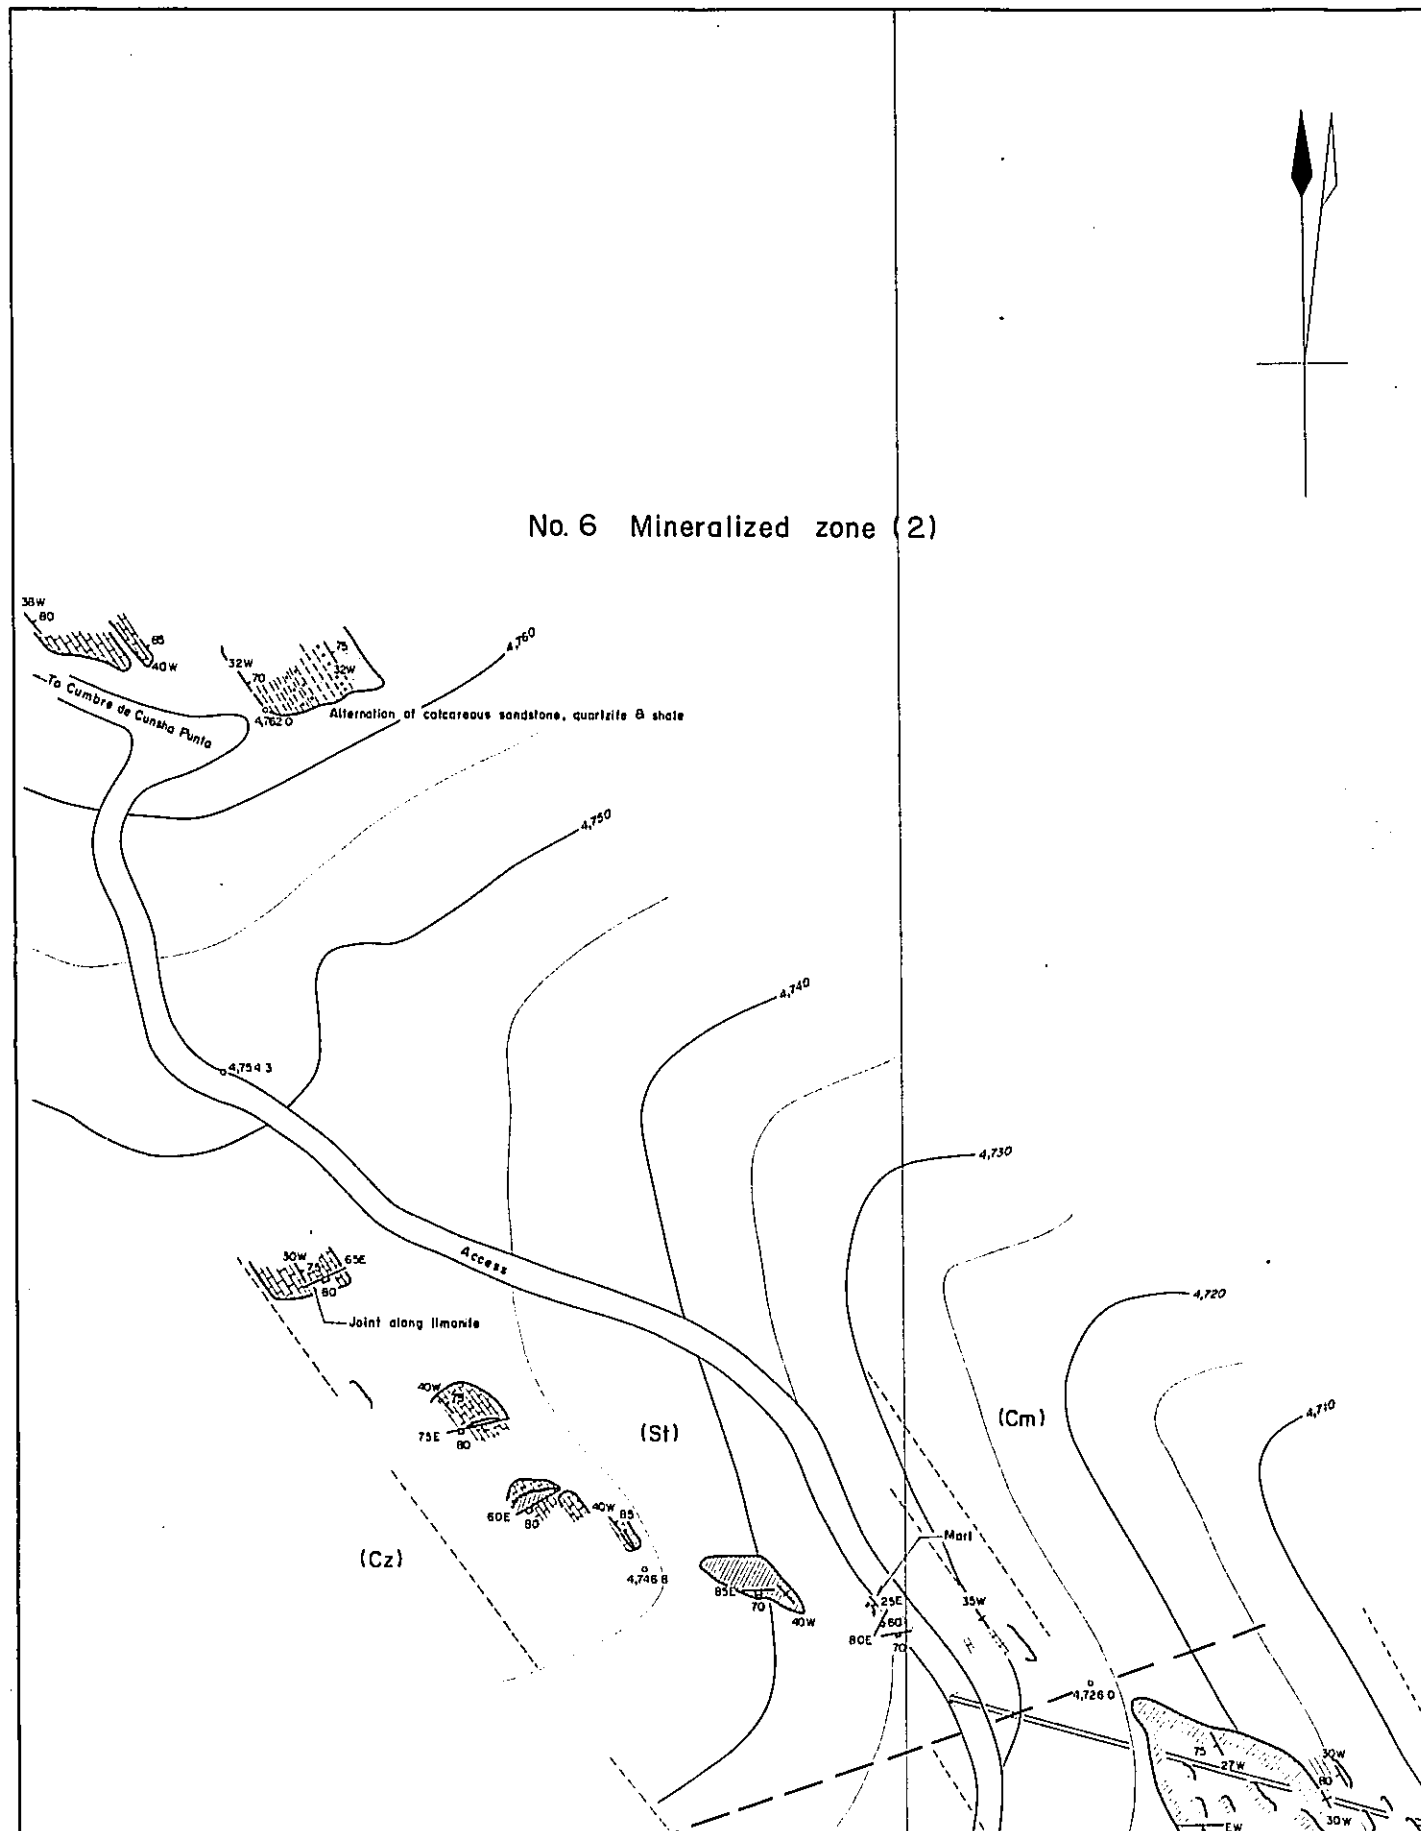 No. 6 Mineralized zone (2)
38W
80
85
40W
32W
70
75
32W
4,760
To Cumbre de Cunsha Punta
4,762 0
Alternation of calcareous sandstone, quartzite & shale
4,750
4,740
4,754 3
4,730
Access
30W
75
65E
80
Joint along limonite
4,720
40W
75
75E
80
(St)
(Cm)
4,710
60E
80
40W
85
(Cz)
4,746 8
Marl
85E
70
40W
25E
60
80E
70
35W
4,726 0
75
27W
30W
80
30W
EW